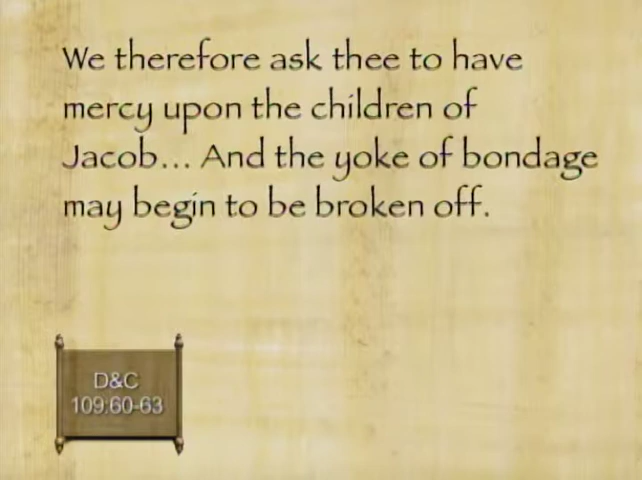 We therefore ask thee to have
mercy upon the children of
Jacob... And the yoke of bondage
may begin to be broken off.
D&C
109:60-63